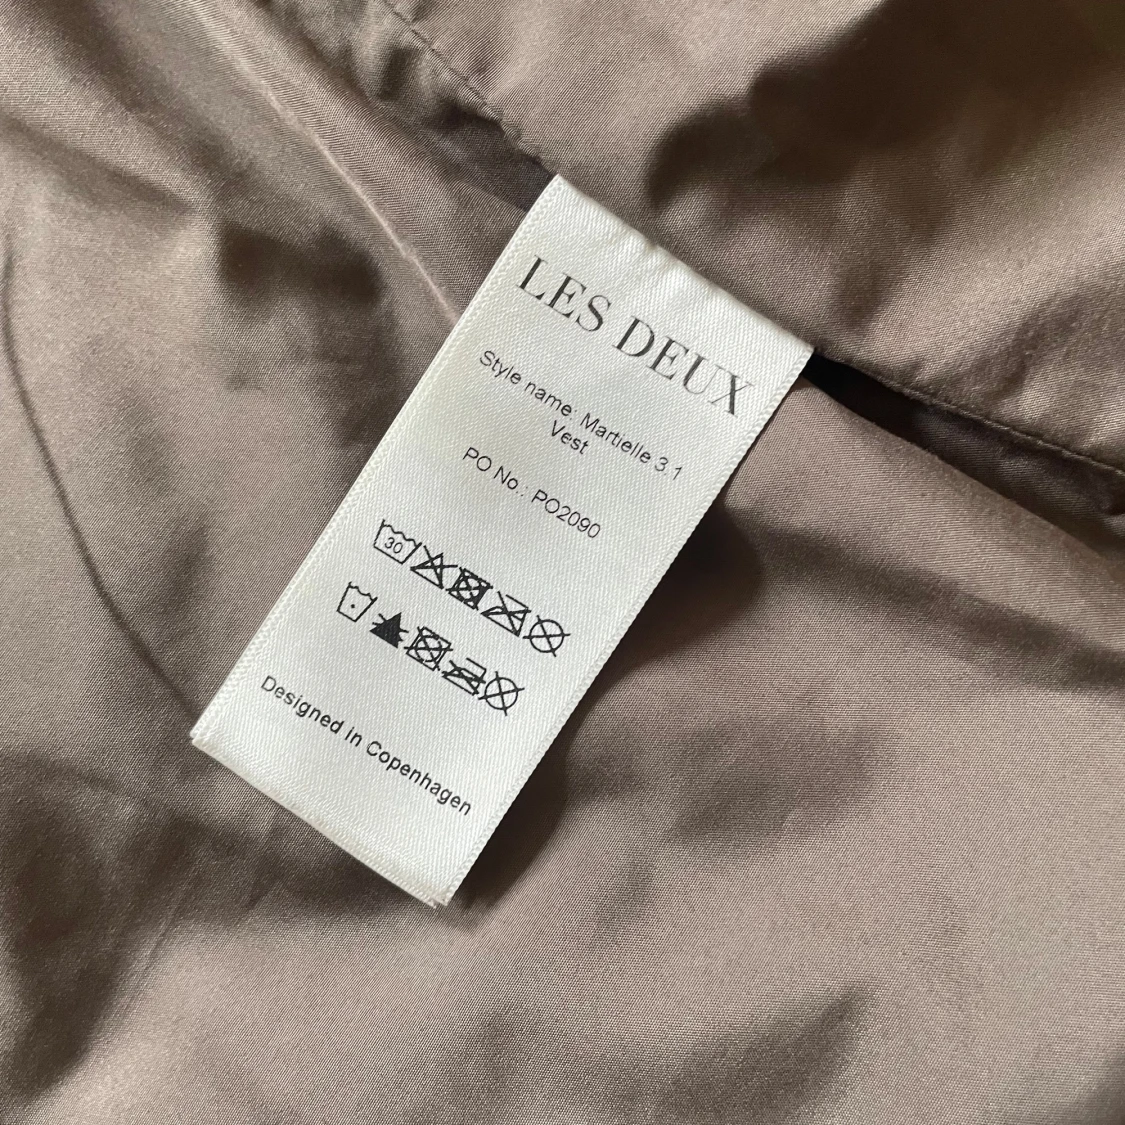 LES DEUX
Style name: Martielle 3.1
Vest
PO No.: PO2090
30
Designed in Copenhagen